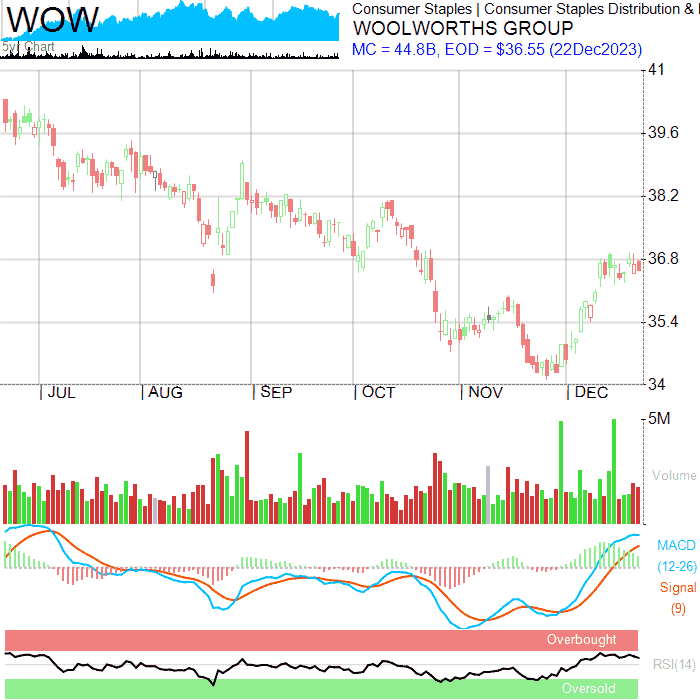 WOW
5yr Chart
Consumer Staples | Consumer Staples Distribution &
WOOLWORTHS GROUP
MC = 44.8B, EOD = $36.55 (22Dec2023)
41
39.6
38.2
36.8
35.4
34
JUL AUG SEP OCT NOV DEC
5M
Volume
MACD
(12-26)
Signal
(9)
Overbought
RSI(14)
Oversold